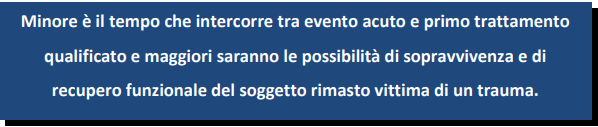 Minore è il tempo che intercorre tra evento acuto e primo trattamento
qualificato e maggiori saranno le possibilità di sopravvivenza e di
recupero funzionale del soggetto rimasto vittima di un trauma.